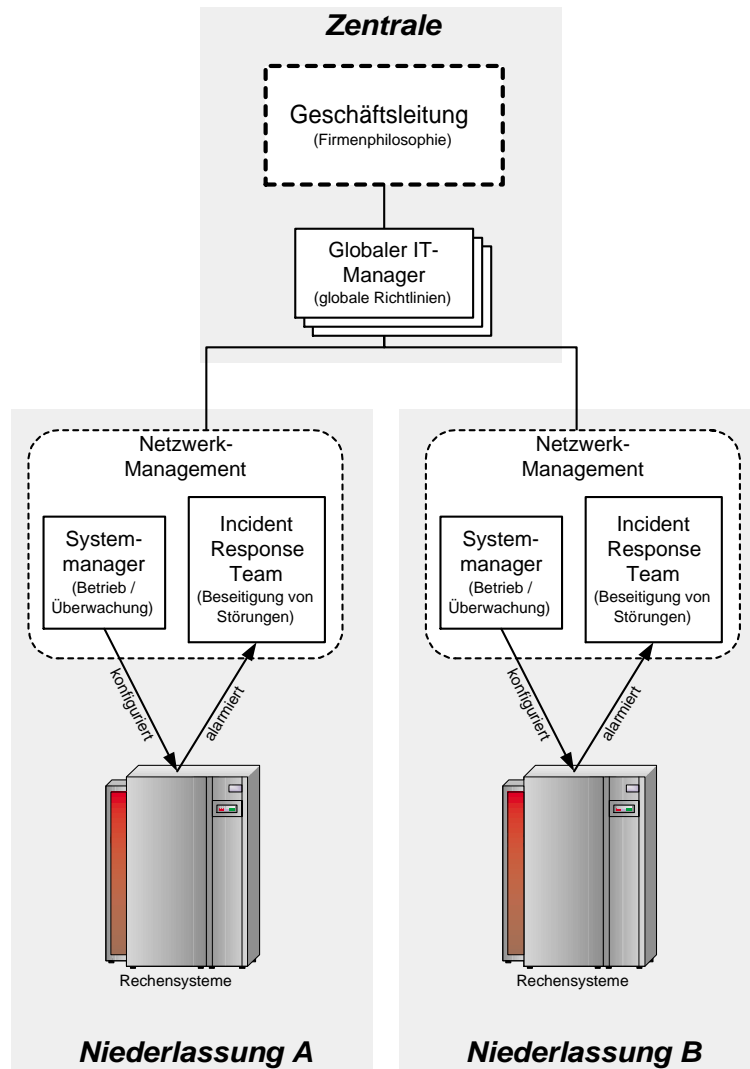 Zentrale
Geschäftsleitung
(Firmenphilosophie)
Globaler IT-
Manager
(globale Richtlinien)
Netzwerk-
Management
System-
manager
(Betrieb /
Überwachung)
Incident
Response
Team
(Beseitigung von
Störungen)
konfiguriert
alarmiert
Rechensysteme
Niederlassung A
Netzwerk-
Management
System-
manager
(Betrieb /
Überwachung)
Incident
Response
Team
(Beseitigung von
Störungen)
konfiguriert
alarmiert
Rechensysteme
Niederlassung B